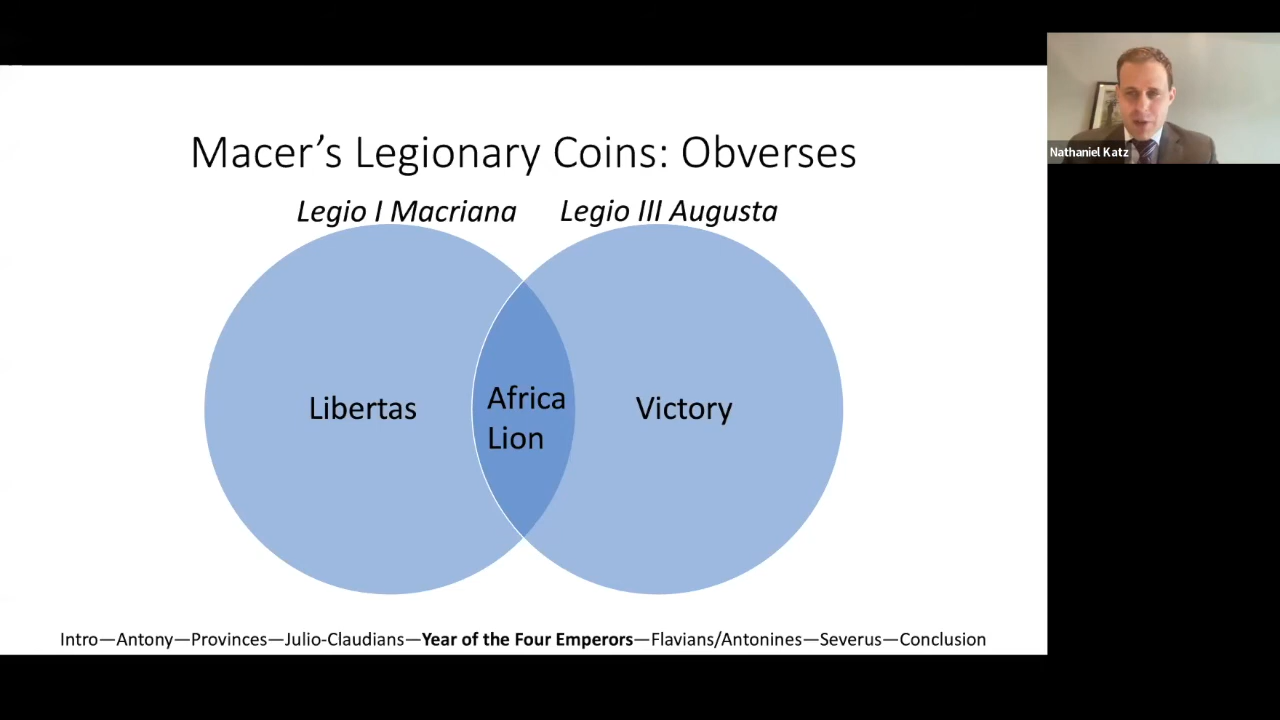 Macer’s Legionary Coins: Obverses
Legio I Macriana
Legio III Augusta
Libertas
Africa
Lion
Victory
Intro—Antony—Provinces—Julio-Claudians—Year of the Four Emperors—Flavians/Antonines—Severus—Conclusion
Nathaniel Katz